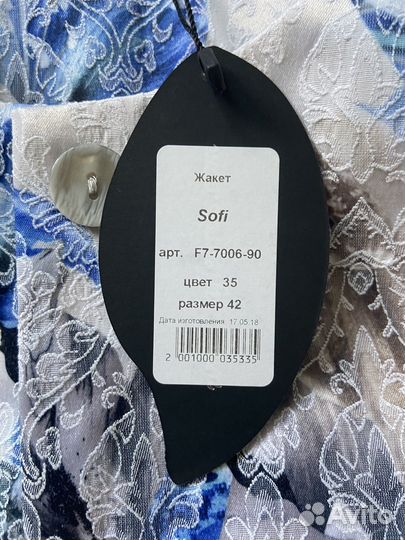 Жакет
Sofi
арт. F7-7006-90
цвет 35
размер 42
Дата изготовления 17.05.18
2 001000 035335
Avito